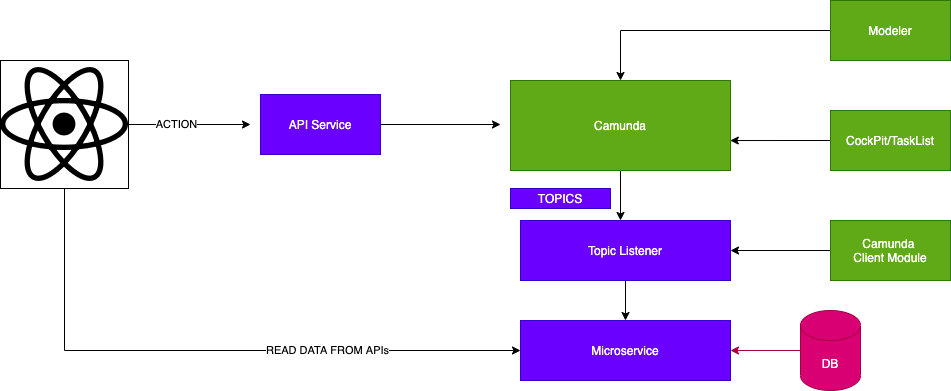 Modeler
ACTION
API Service
Camunda
CockPit/TaskList
TOPICS
Topic Listener
Camunda
Client Module
READ DATA FROM APIs
Microservice
DB